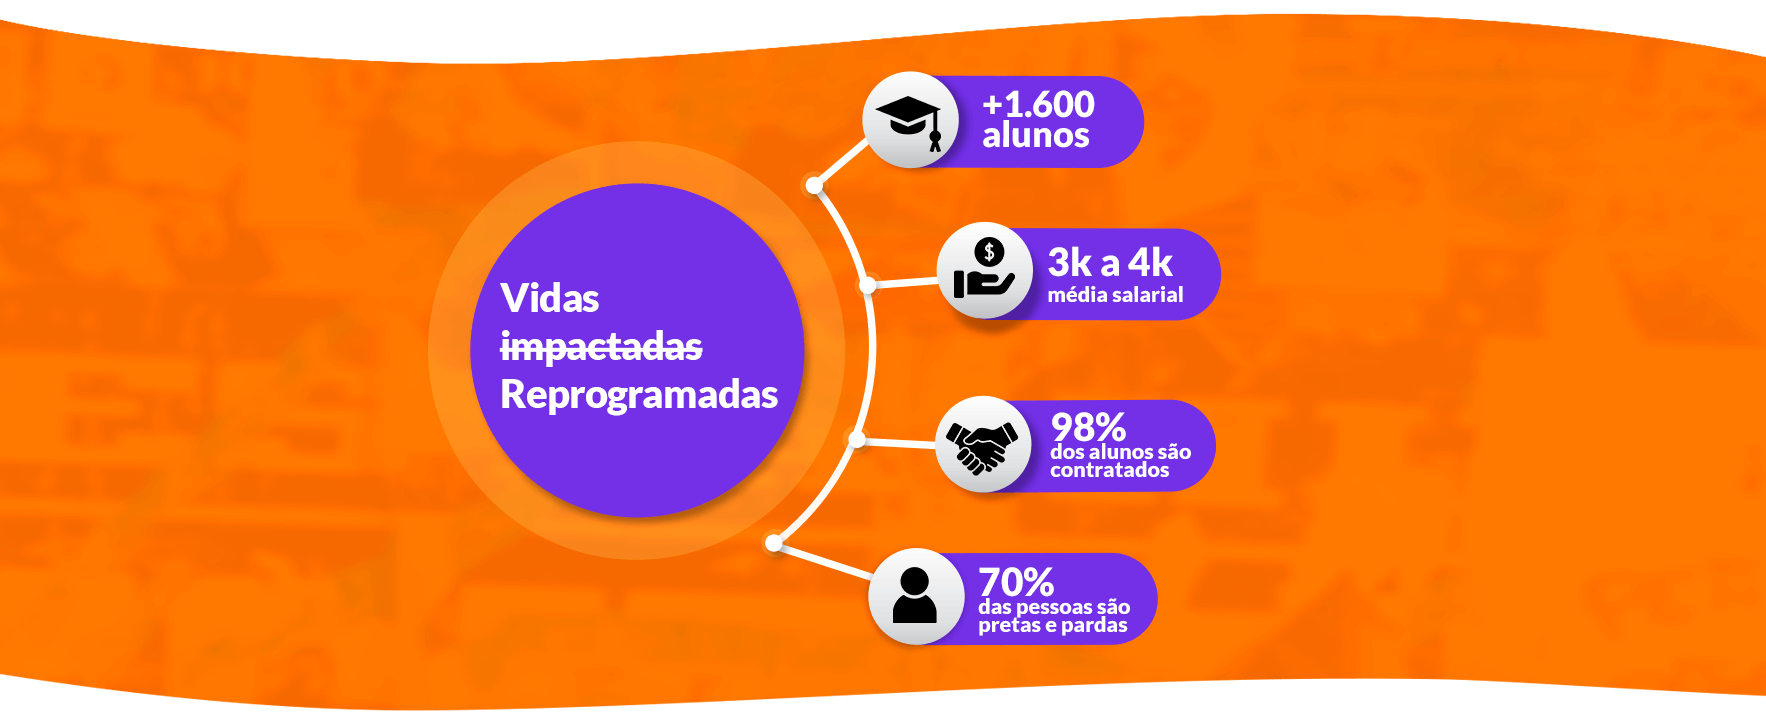 Vidas
impactadas
Reprogramadas
+1.600
alunos
3k a 4k
média salarial
98%
dos alunos são
contratados
70%
das pessoas são
pretas e pardas